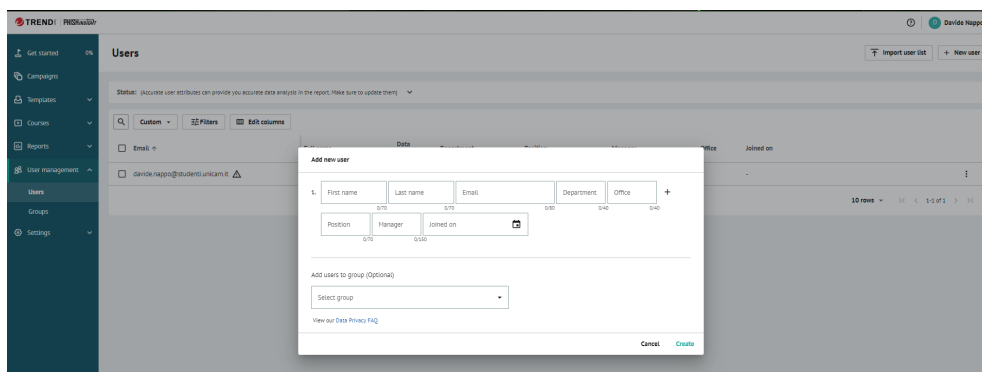 TREND | PHISHINSIGHT
Davide Nappo
Get started 0%
Campaigns
Templates
Courses
Reports
User management
Users
Groups
Settings
Users
Import user list
+ New user
Status: (Accurate user attributes can provide you accurate data analysis in the report. Make sure to update them)
Custom
Filters
Edit columns
Email
Data
Office
Joined on
davide.nappo@studenti.unicam.it
-
10 rows
1-1 of 1
Add new user
1. First name Last name Email Department Office +
0/70 0/70 0/80 0/40 0/40
Position Manager Joined on
0/70 0/150
Add users to group (Optional)
Select group
View our Data Privacy FAQ
Cancel Create